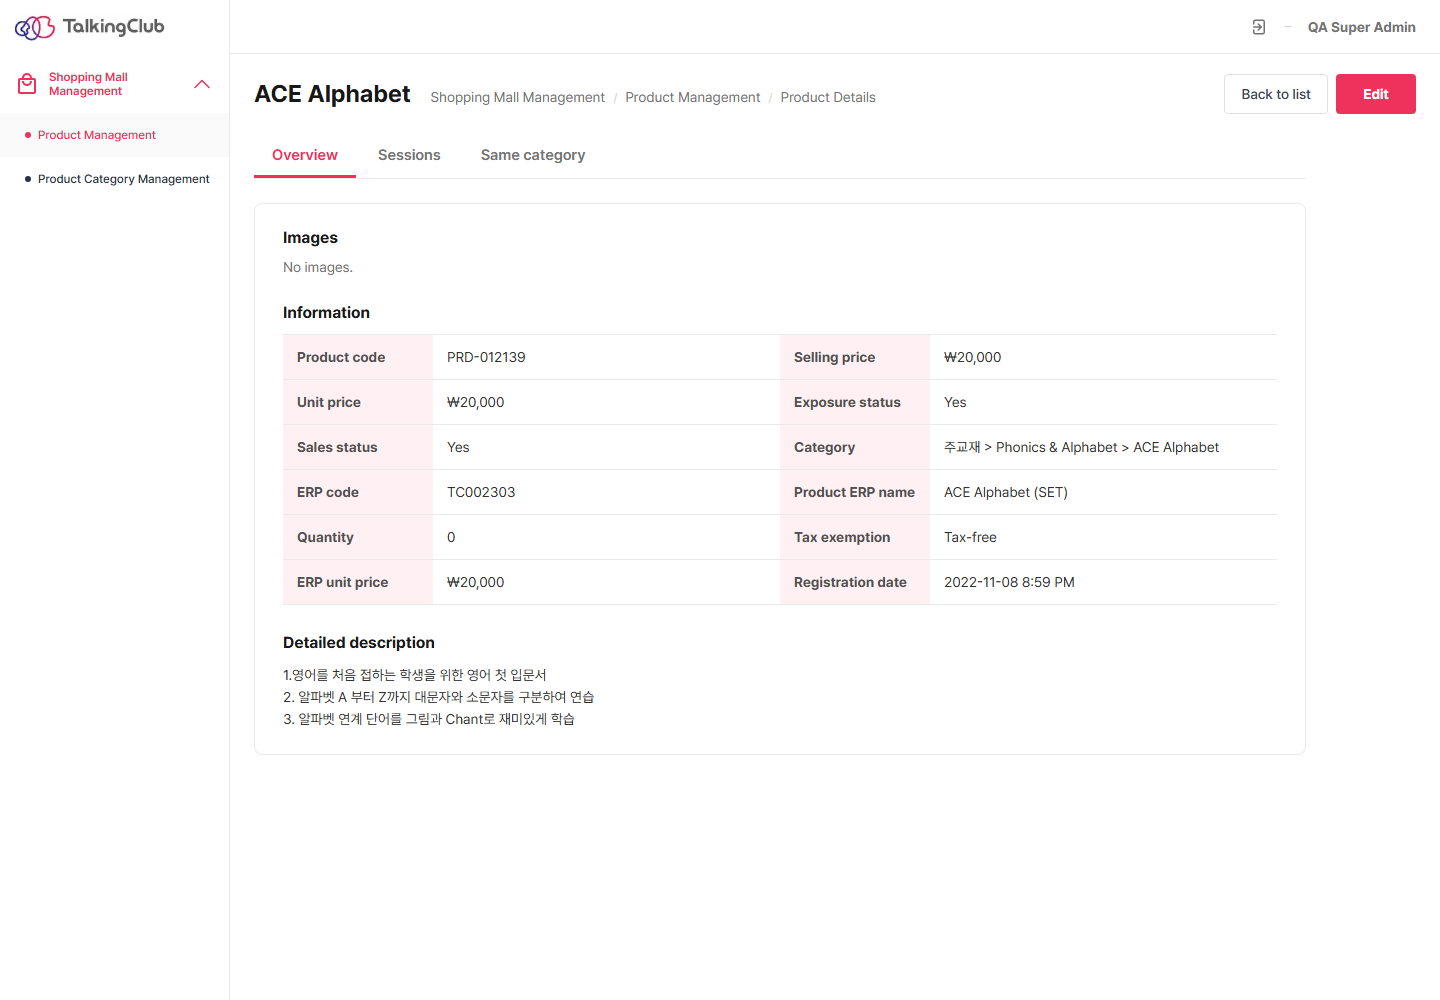 TalkingClub
QA Super Admin
Shopping Mall
Management
Product Management
Product Category Management
ACE Alphabet
Shopping Mall Management / Product Management / Product Details
Back to list
Edit
Overview
Sessions
Same category
Images
No images.
Information
Product code PRD-012139 Selling price ₩20,000
Unit price ₩20,000 Exposure status Yes
Sales status Yes Category 주교재 > Phonics & Alphabet > ACE Alphabet
ERP code TC002303 Product ERP name ACE Alphabet (SET)
Quantity 0 Tax exemption Tax-free
ERP unit price ₩20,000 Registration date 2022-11-08 8:59 PM
Detailed description
1.영어를 처음 접하는 학생을 위한 영어 첫 입문서
2. 알파벳 A 부터 Z까지 대문자와 소문자를 구분하여 연습
3. 알파벳 연계 단어를 그림과 Chant로 재미있게 학습